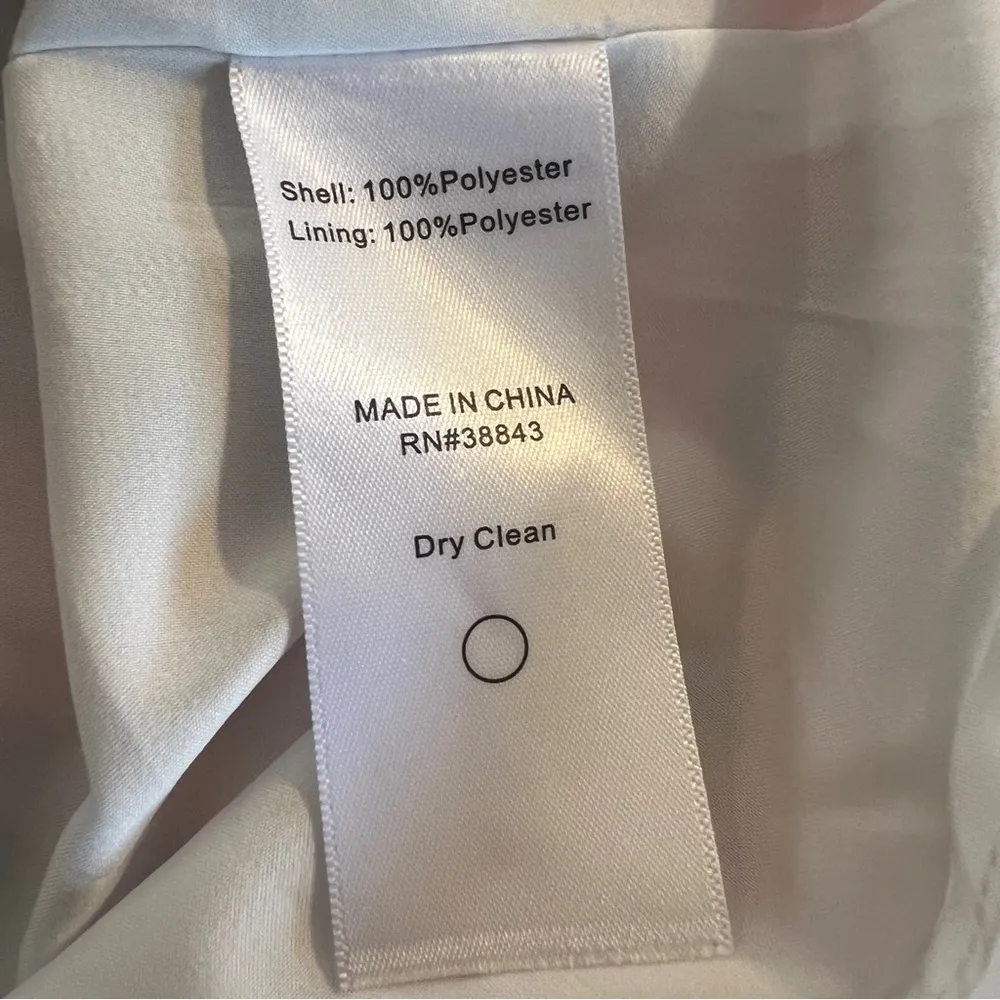 Shell: 100%Polyester
Lining: 100%Polyester
MADE IN CHINA
RN#38843
Dry Clean